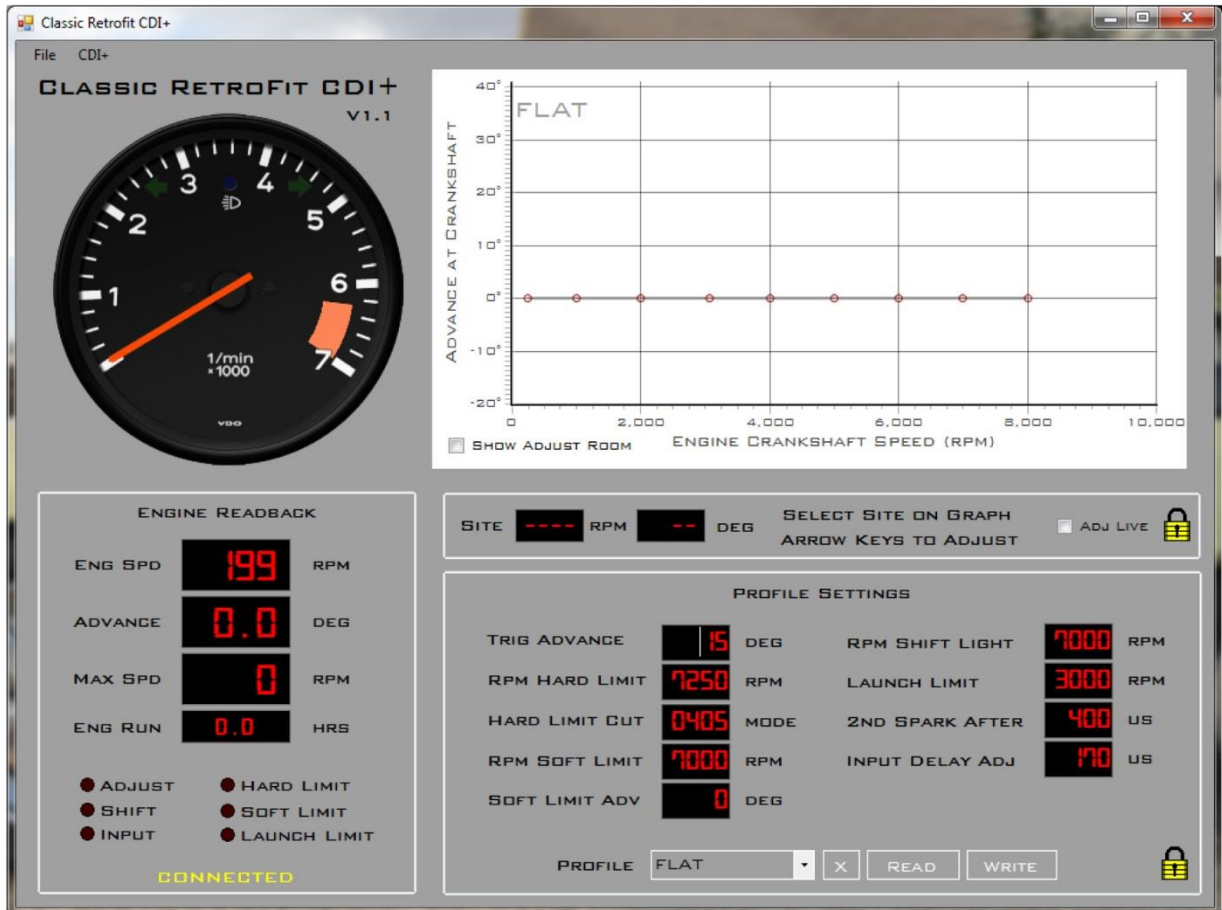 Classic Retrofit CDI+
File CDI+
CLASSIC RETROFIT CDI+
V1.1
1
2
3
4
5
6
7
1/min
×1000
VDO
FLAT
ADVANCE AT CRANKSHAFT
40°
30°
20°
10°
0°
-10°
-20°
0 2,000 4,000 6,000 8,000 10,000
SHOW ADJUST ROOM
ENGINE CRANKSHAFT SPEED (RPM)
ENGINE READBACK
ENG SPD 199 RPM
ADVANCE 0.0 DEG
MAX SPD 0 RPM
ENG RUN 0.0 HRS
ADJUST HARD LIMIT
SHIFT SOFT LIMIT
INPUT LAUNCH LIMIT
CONNECTED
SITE ---- RPM -- DEG
SELECT SITE ON GRAPH
ARROW KEYS TO ADJUST
ADJ LIVE
PROFILE SETTINGS
TRIG ADVANCE 15 DEG RPM SHIFT LIGHT 7000 RPM
RPM HARD LIMIT 7250 RPM LAUNCH LIMIT 3000 RPM
HARD LIMIT CUT 0405 MODE 2ND SPARK AFTER 400 US
RPM SOFT LIMIT 7000 RPM INPUT DELAY ADJ 170 US
SOFT LIMIT ADV 0 DEG
PROFILE FLAT X READ WRITE